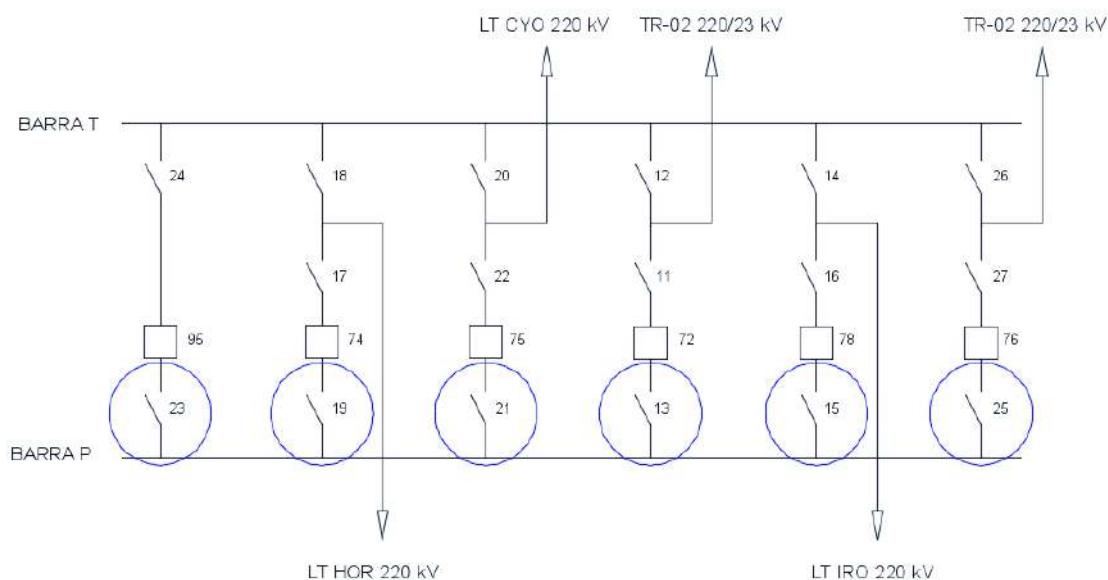 LT CYO 220 kV TR-02 220/23 kV TR-02 220/23 kV
BARRA T
24 18 20 12 14 26
17 22 11 16 27
95 74 75 72 78 76
23 19 21 13 15 25
BARRA P
LT HOR 220 kV LT IRO 220 kV